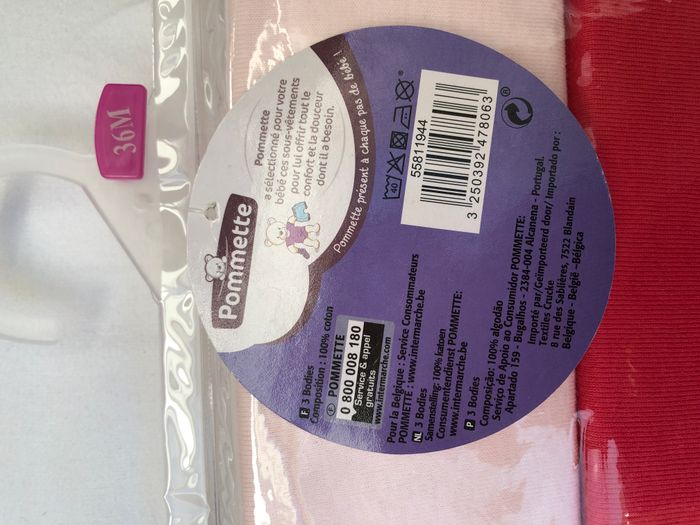 36M
Pommette
Pommette
a sélectionné pour votre
bébé ces sous-vêtements
pour lui offrir tout le
confort et la douceur
dont il a besoin.
Pommette présent à chaque pas de bébé !
55811944
3 250392 478063
40
F 3 Bodies
Composition : 100% coton
POMMETTE
0 800 008 180
Service & appel
gratuits
www.intermarche.com
Pour la Belgique : Service Consommateurs
POMMETTE : www.intermarche.be
NL 3 Bodies
Samenstelling: 100% katoen
Consumentendienst POMMETTE:
www.intermarche.be
P 3 Bodies
Composição: 100% algodão
Serviço de Apoio ao Consumidor POMMETTE:
Apartado 159 - Bugalhos - 2384-004 Alcanena - Portugal.
Importé par/Geïmporteerd door/ Importado por :
Textiles Crucke
8 rue des Sablières, 7522 Blandain
Belgique - België -Bélgica